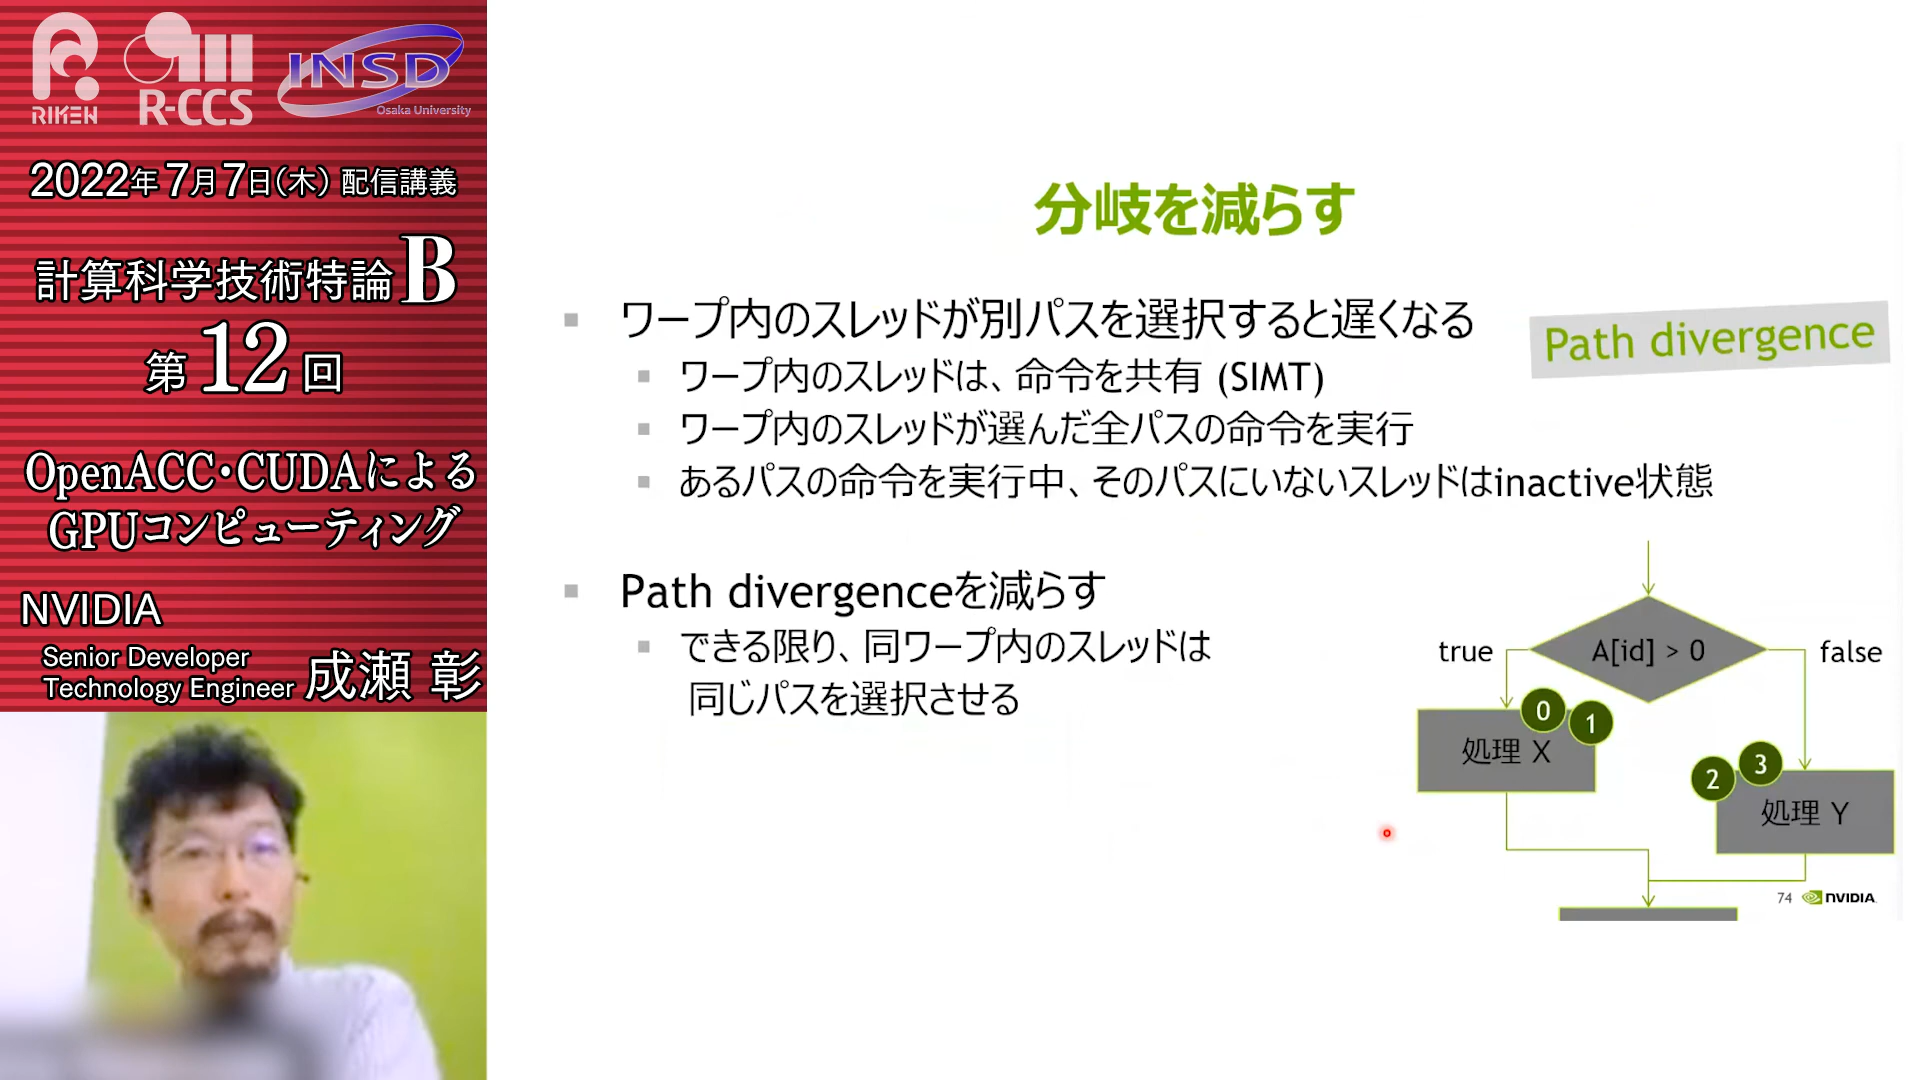 RIKEN
R-CCS
INSD
Osaka University
2022年7月7日(木) 配信講義
計算科学技術特論B
第12回
OpenACC・CUDAによる
GPUコンピューティング
NVIDIA
Senior Developer
Technology Engineer 成瀬 彰
分岐を減らす
ワープ内のスレッドが別パスを選択すると遅くなる
Path divergence
ワープ内のスレッドは、命令を共有 (SIMT)
ワープ内のスレッドが選んだ全パスの命令を実行
あるパスの命令を実行中、そのパスにいないスレッドはinactive状態
Path divergenceを減らす
できる限り、同ワープ内のスレッドは
同じパスを選択させる
true
A[id] > 0
false
0
1
処理 X
2
3
処理 Y
74
NVIDIA